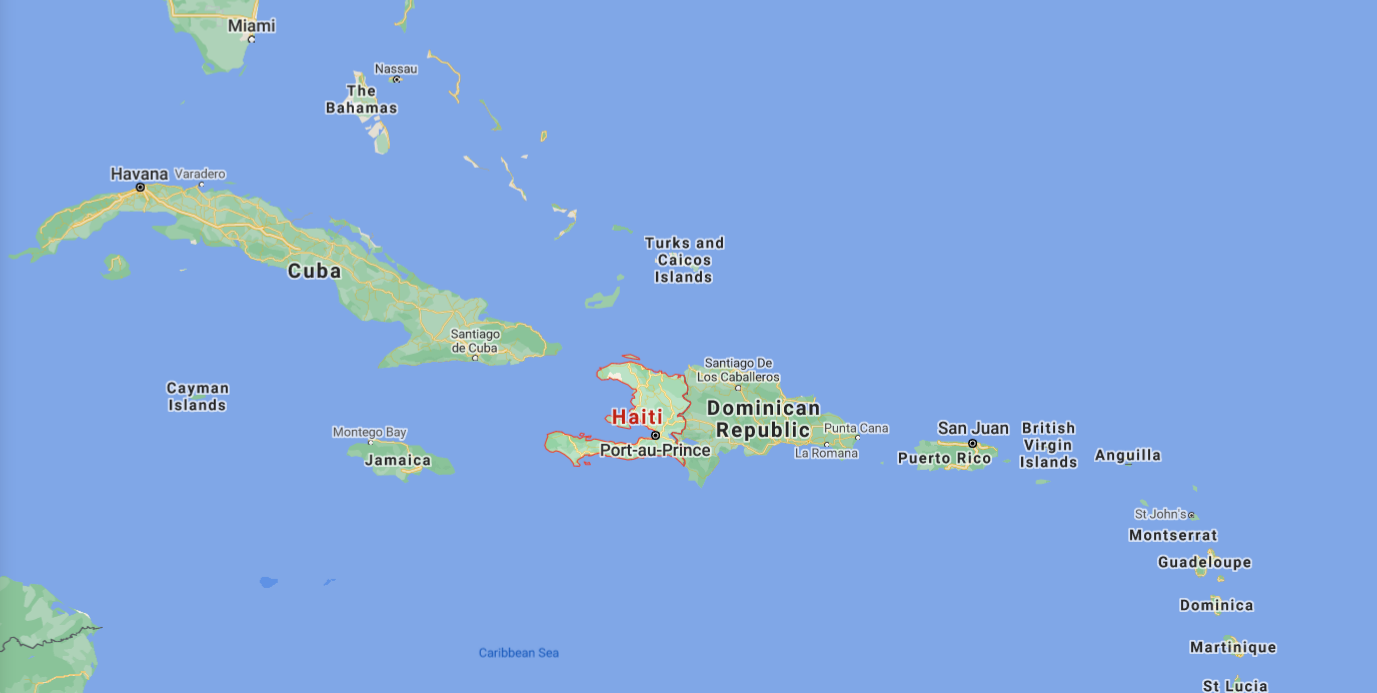 Miami
Nassau
The
Bahamas
Havana
Varadero
Turks and
Caicos
Islands
Cuba
Santiago
de Cuba
Santiago De
Los Caballeros
Cayman
Islands
Haiti
Dominican
Republic
Punta Cana
San Juan
British
Virgin
Islands
Montego Bay
Jamaica
Port-au-Prince
La Romana
Puerto Rico
Anguilla
St John's
Montserrat
Guadeloupe
Dominica
Martinique
Caribbean Sea
St Lucia